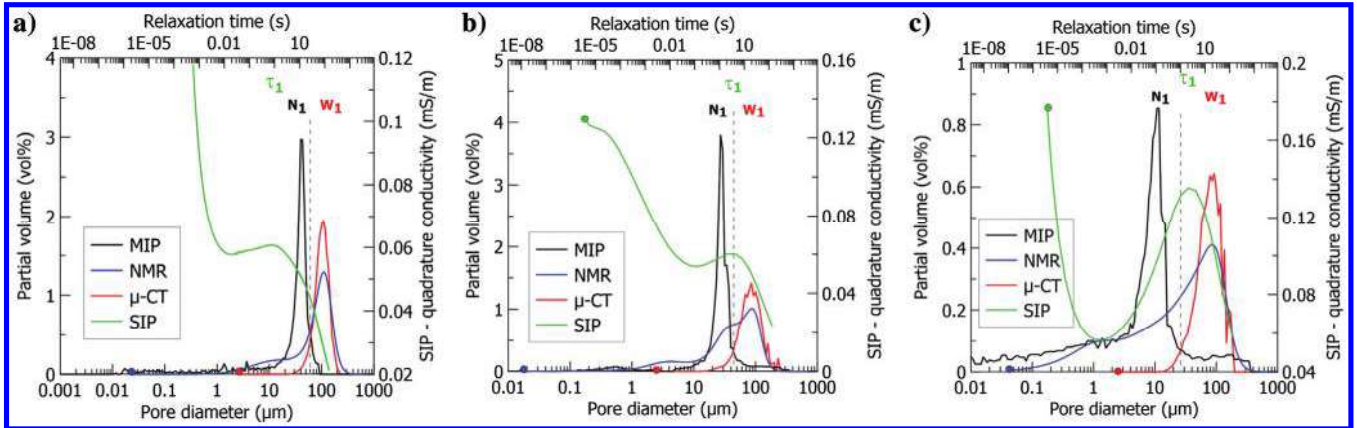 a)
Relaxation time (s)
1E-08 1E-05 0.01 10
4 3 2 1 0
Partial volume (vol%)
τ1
N1 W1
MIP
NMR
μ-CT
SIP
0.12 0.1 0.08 0.06 0.04 0.02
SIP - quadrature conductivity (mS/m)
0.001 0.01 0.1 1 10 100 1000
Pore diameter (μm)
b)
Relaxation time (s)
1E-08 1E-05 0.01 10
5 4 3 2 1 0
Partial volume (vol%)
τ1
N1 W1
MIP
NMR
μ-CT
SIP
0.16 0.12 0.08 0.04 0
SIP - quadrature conductivity (mS/m)
0.01 0.1 1 10 100 1000
Pore diameter (μm)
c)
Relaxation time (s)
1E-08 1E-05 0.01 10
1 0.8 0.6 0.4 0.2 0
Partial volume (vol%)
N1 τ1 W1
MIP
NMR
μ-CT
SIP
0.2 0.16 0.12 0.08 0.04
SIP - quadrature conductivity (mS/m)
0.01 0.1 1 10 100 1000
Pore diameter (μm)